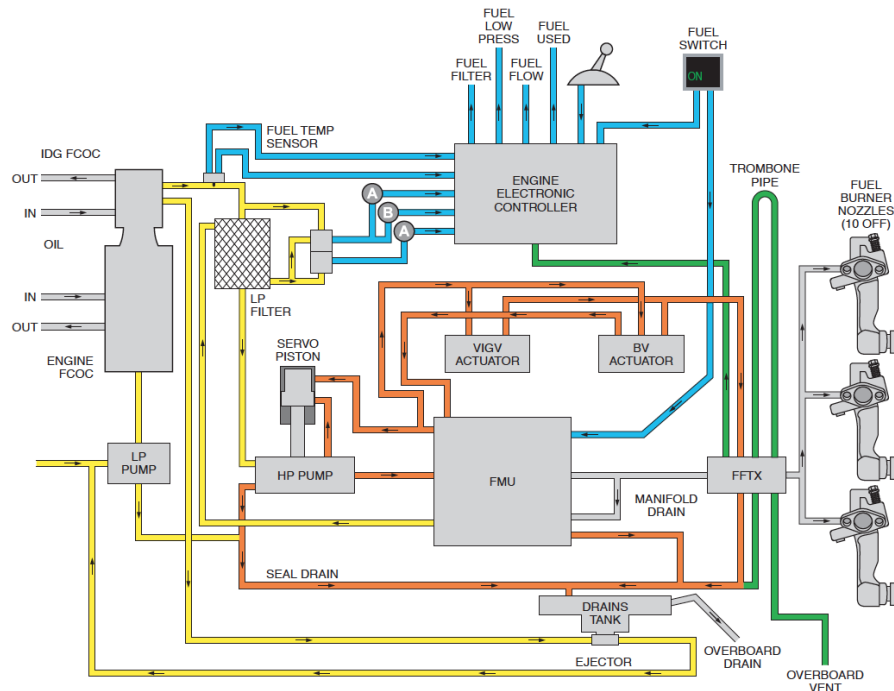 FUEL
LOW
PRESS
FUEL
USED
FUEL
SWITCH
FUEL
FILTER
FUEL
FLOW
ON
FUEL TEMP
SENSOR
IDG FCOC
OUT
IN
OIL
IN
OUT
ENGINE
FCOC
A
B
A
ENGINE
ELECTRONIC
CONTROLLER
TROMBONE
PIPE
FUEL
BURNER
NOZZLES
(10 OFF)
LP
FILTER
SERVO
PISTON
VIGV
ACTUATOR
BV
ACTUATOR
LP
PUMP
HP PUMP
FMU
FFTX
MANIFOLD
DRAIN
SEAL DRAIN
DRAINS
TANK
EJECTOR
OVERBOARD
DRAIN
OVERBOARD
VENT